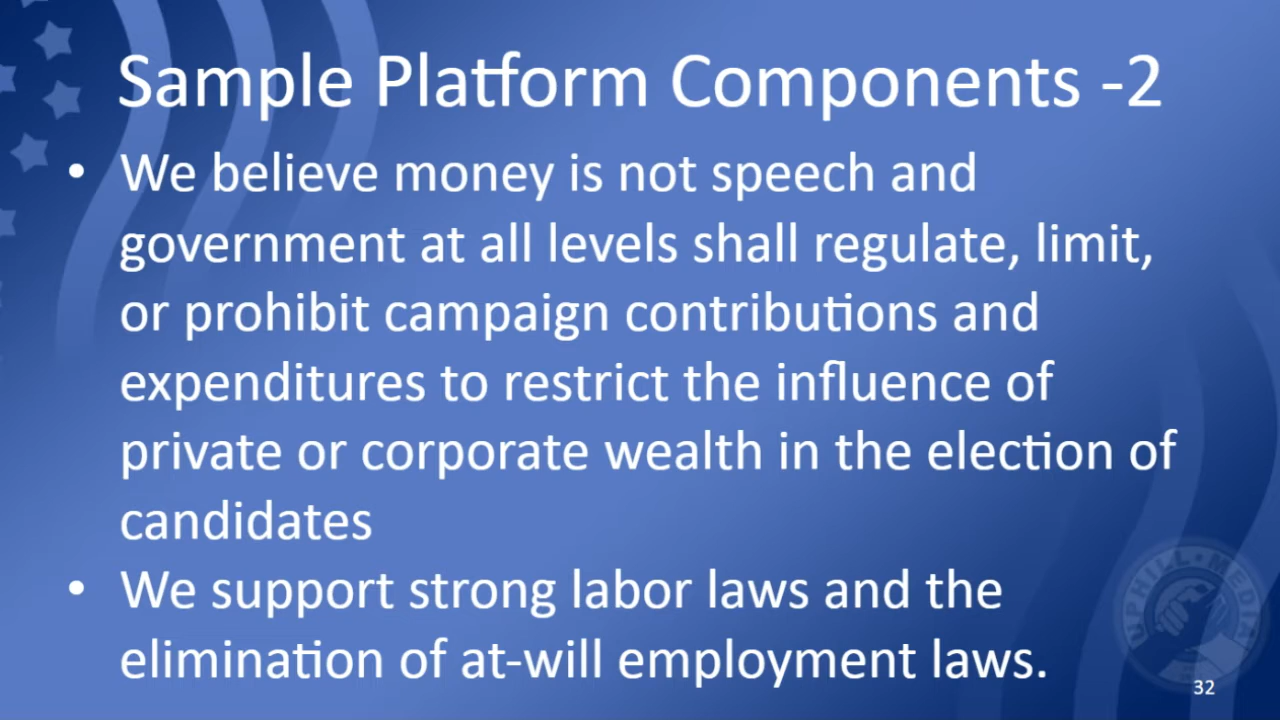 Sample Platform Components -2
• We believe money is not speech and
government at all levels shall regulate, limit,
or prohibit campaign contributions and
expenditures to restrict the influence of
private or corporate wealth in the election of
candidates
• We support strong labor laws and the
elimination of at-will employment laws.
UPHILL • MEDIA
32